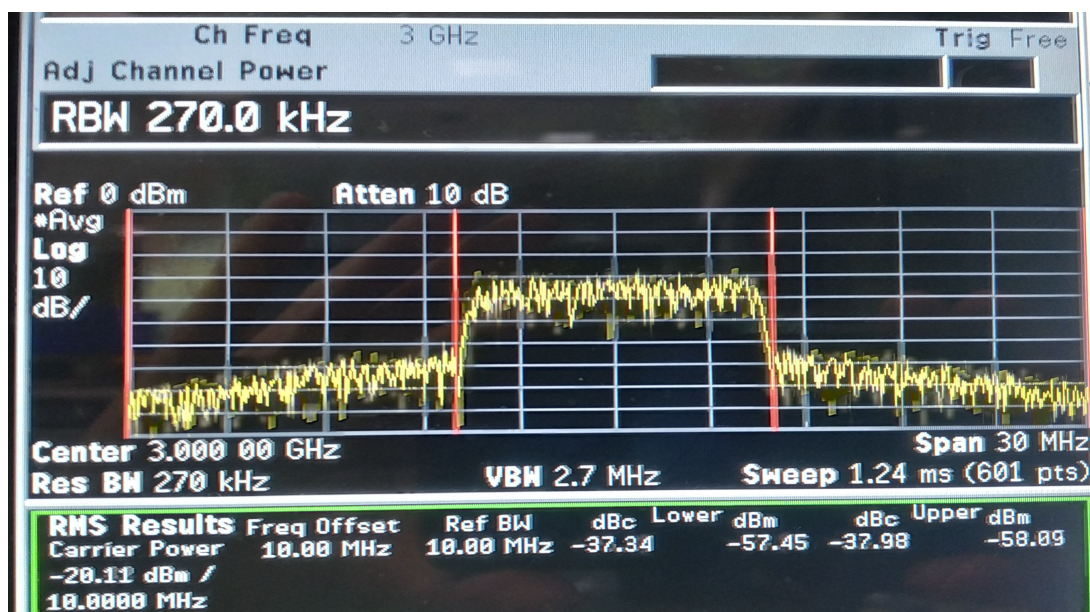 Ch Freq 3 GHz Trig Free
Adj Channel Power
RBW 270.0 kHz
Ref 0 dBm Atten 10 dB
*Avg
Log
10
dB/
Center 3.000 00 GHz Span 30 MHz
Res BW 270 kHz VBW 2.7 MHz Sweep 1.24 ms (601 pts)
RMS Results Freq Offset Ref BW dBc Lower dBm dBc Upper dBm
Carrier Power 10.00 MHz 10.00 MHz -37.34 -57.45 -37.98 -58.09
-20.11 dBm /
10.0000 MHz